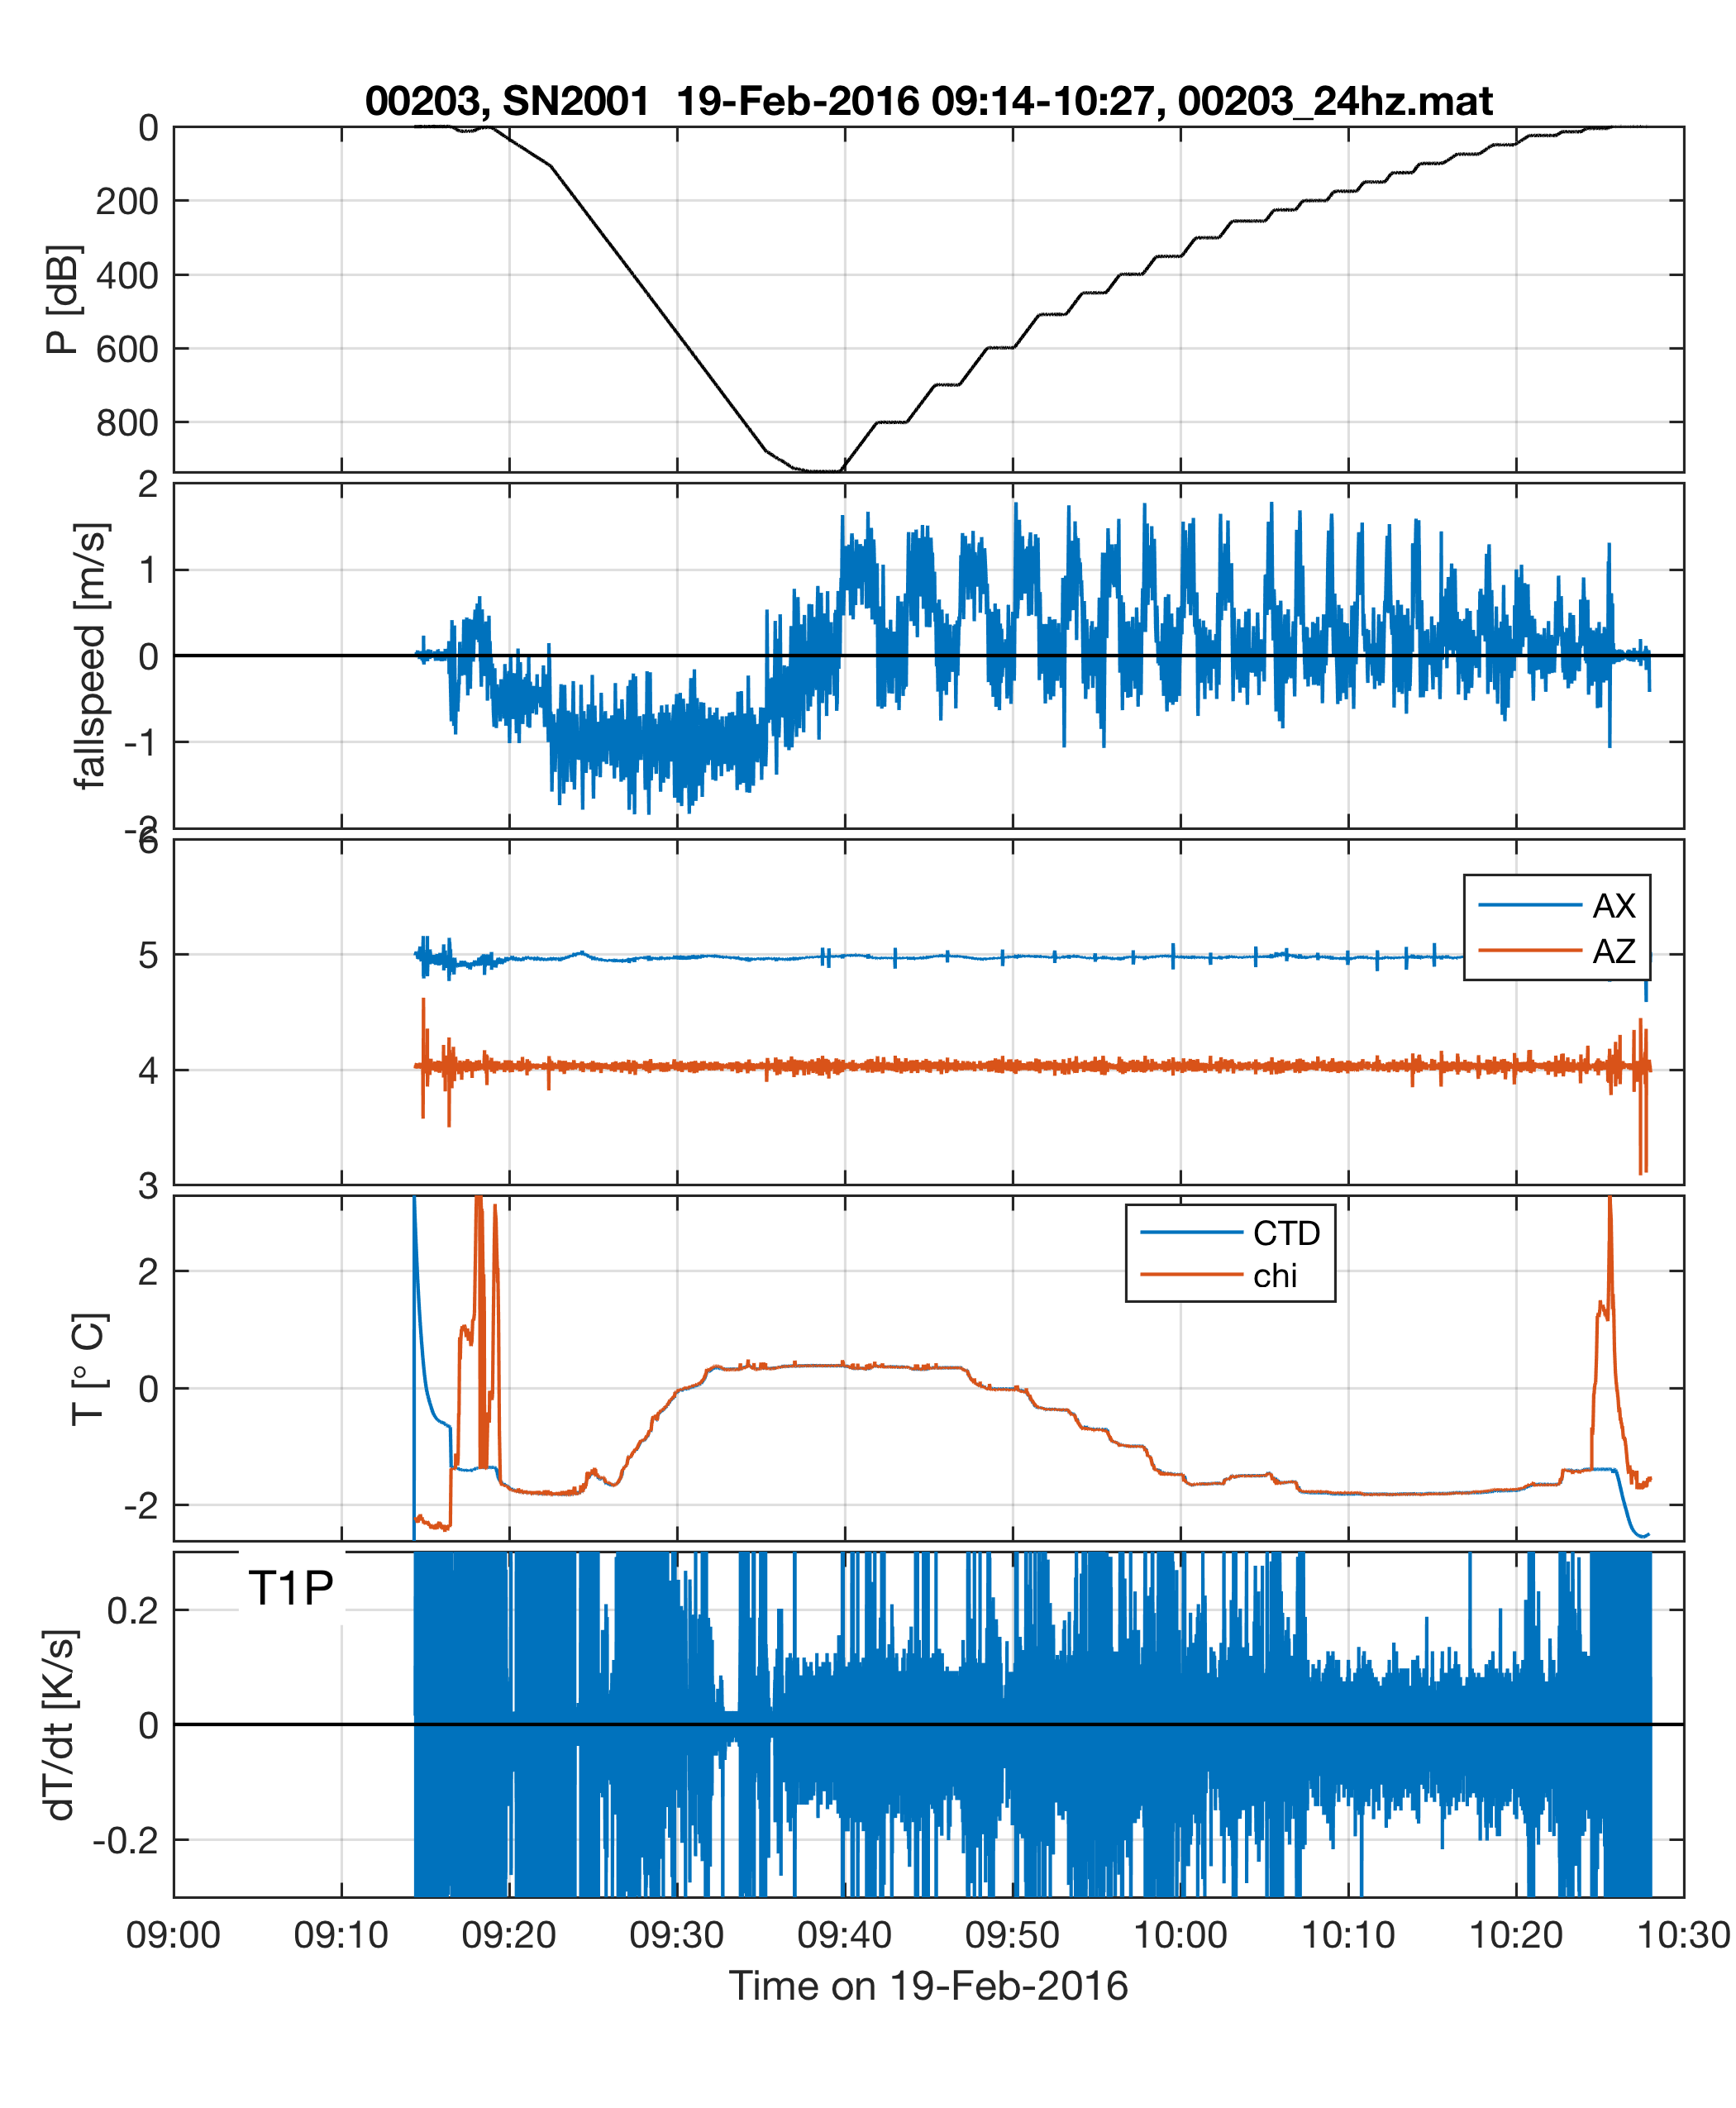 00203, SN2001  19-Feb-2016 09:14-10:27, 00203_24hz.mat
0
200
400
600
800
P [dB]
2
1
0
-1
-2
fallspeed [m/s]
6
5
4
3
AX
AZ
3
2
0
-2
T[° C]
CTD
chi
T1P
0.2
0
-0.2
dT/dt [K/s]
09:00 09:10 09:20 09:30 09:40 09:50 10:00 10:10 10:20 10:30
Time on 19-Feb-2016